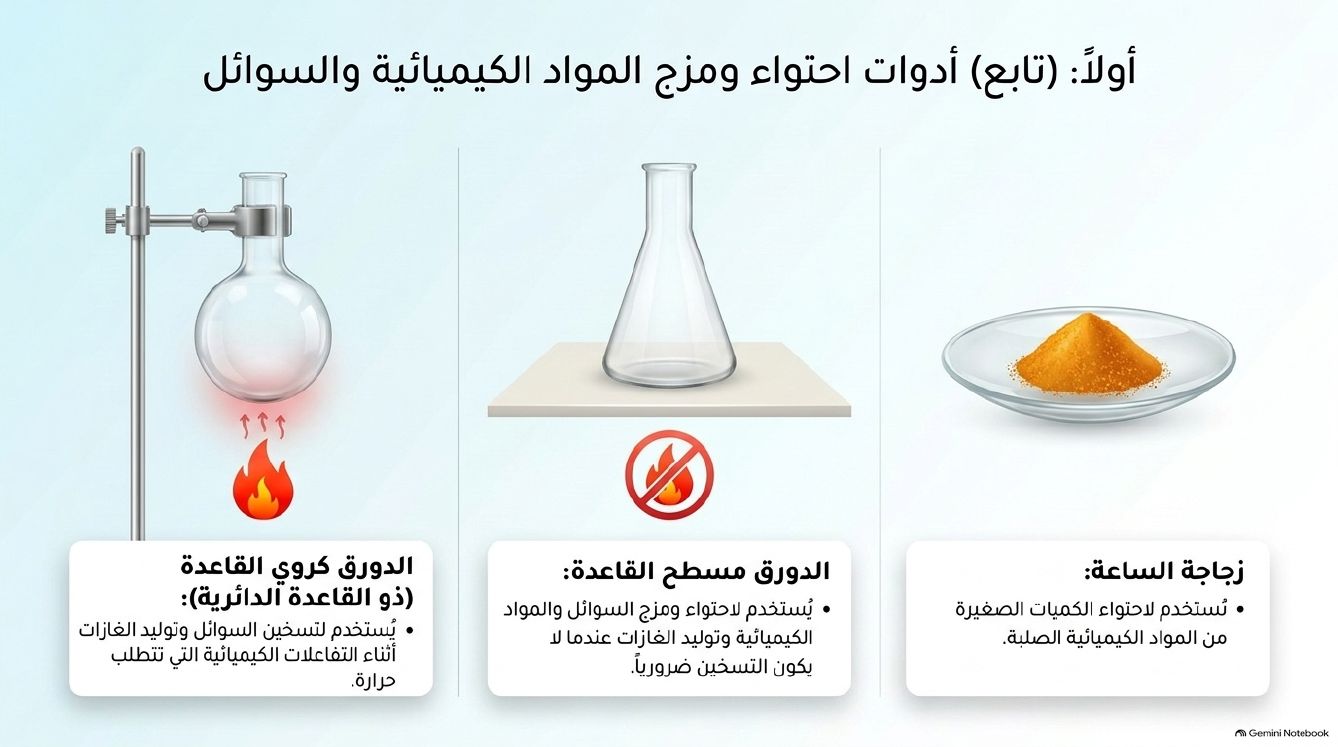 أولاً: (تابع) أدوات احتواء ومزج المواد الكيميائية والسوائل
زجاجة الساعة:
• تُستخدم لاحتواء الكميات الصغيرة
من المواد الكيميائية الصلبة.
الدورق مسطح القاعدة:
• يُستخدم لاحتواء ومزج السوائل والمواد
الكيميائية وتوليد الغازات عندما لا
يكون التسخين ضرورياً.
الدورق كروي القاعدة
(ذو القاعدة الدائرية):
• يُستخدم لتسخين السوائل وتوليد الغازات
أثناء التفاعلات الكيميائية التي تتطلب
حرارة.
Gemini Notebook